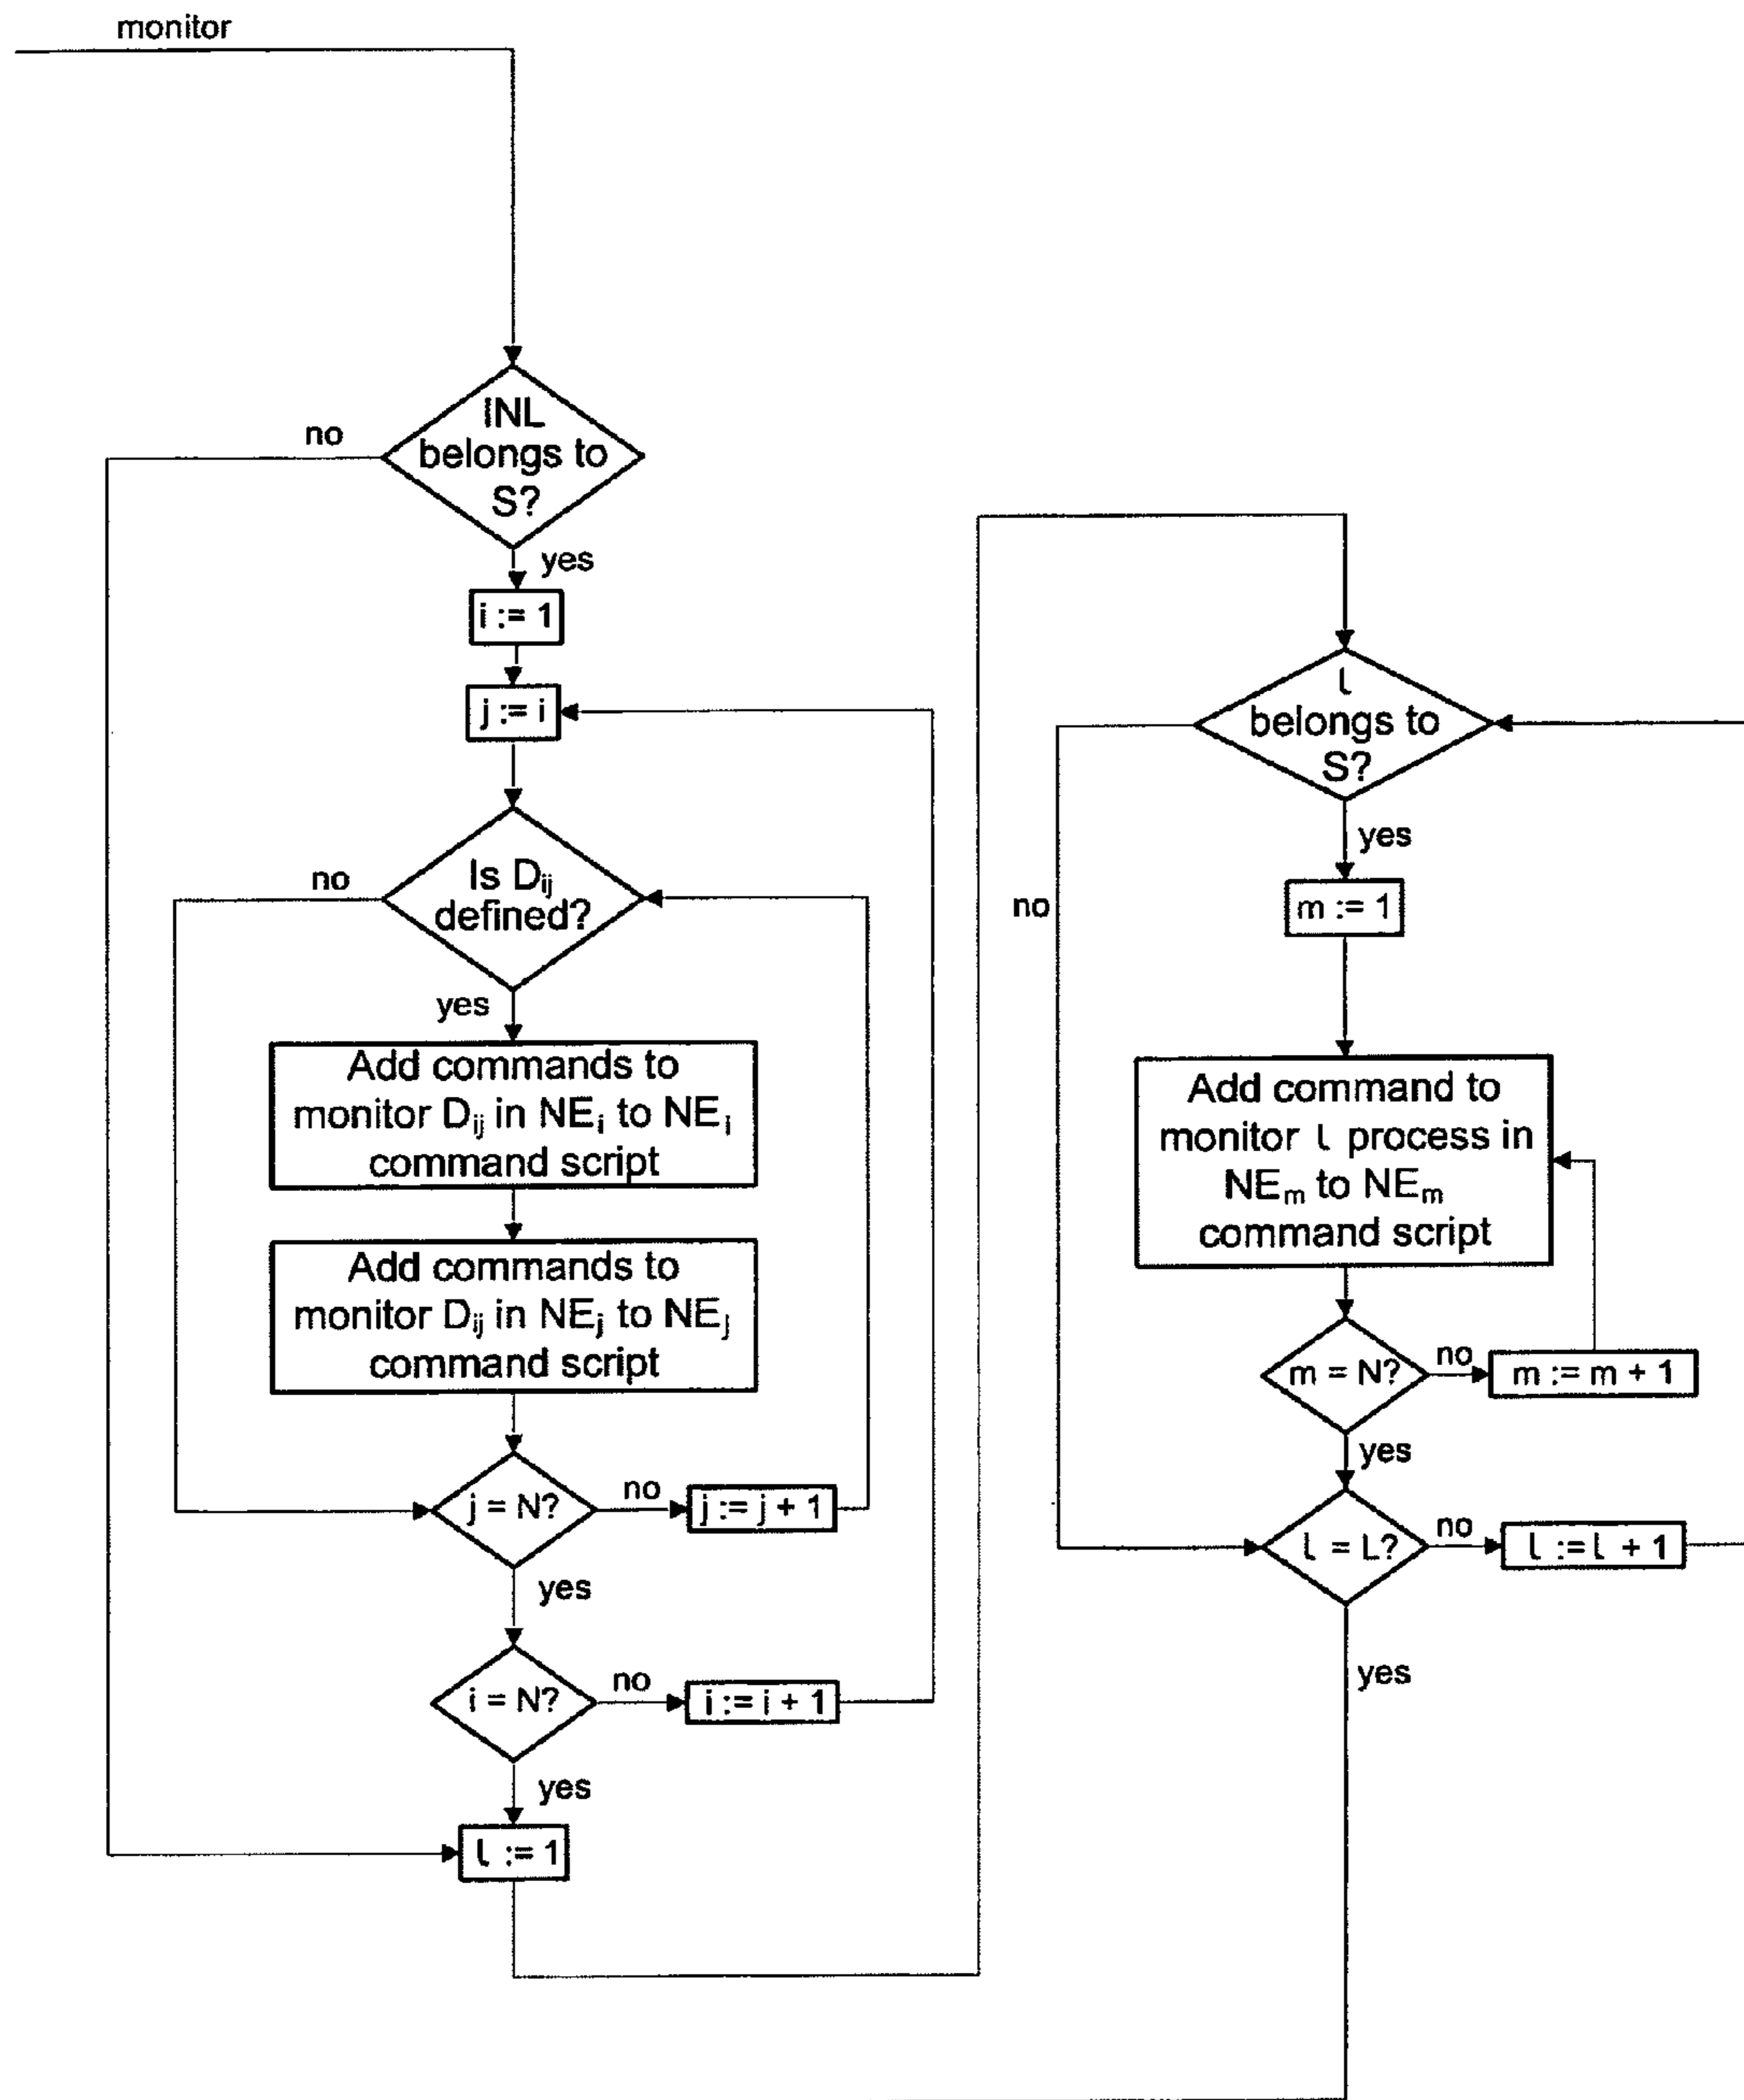 monitor
INL
belongs to
S?
no
yes
i := 1
j := i
Is Dij
defined?
no
yes
Add commands to
monitor Dij in NEi to NEi
command script
Add commands to
monitor Dij in NEj to NEj
command script
j = N?
no
j := j + 1
yes
i = N?
no
i := i + 1
yes
l := 1
l
belongs to
S?
no
yes
m := 1
Add command to
monitor l process in
NEm to NEm
command script
m = N?
no
m := m + 1
yes
l = L?
no
l := l + 1
yes